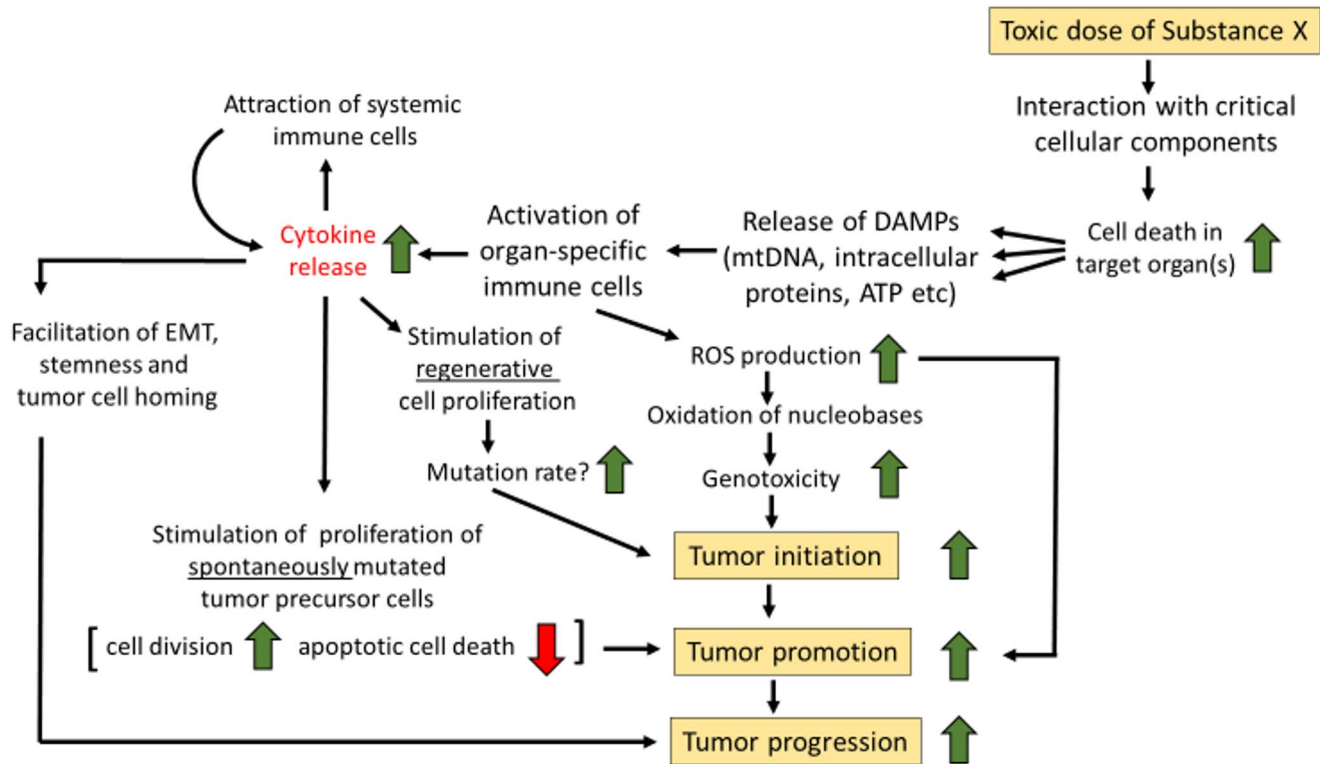 Toxic dose of Substance X
Interaction with critical
cellular components
Cell death in
target organ(s)
Release of DAMPs
(mtDNA, intracellular
proteins, ATP etc)
Activation of
organ-specific
immune cells
Cytokine
release
Attraction of systemic
immune cells
Facilitation of EMT,
stemness and
tumor cell homing
Stimulation of
regenerative
cell proliferation
Mutation rate?
ROS production
Oxidation of nucleobases
Genotoxicity
Stimulation of proliferation of
spontaneously mutated
tumor precursor cells
[ cell division apoptotic cell death ]
Tumor initiation
Tumor promotion
Tumor progression